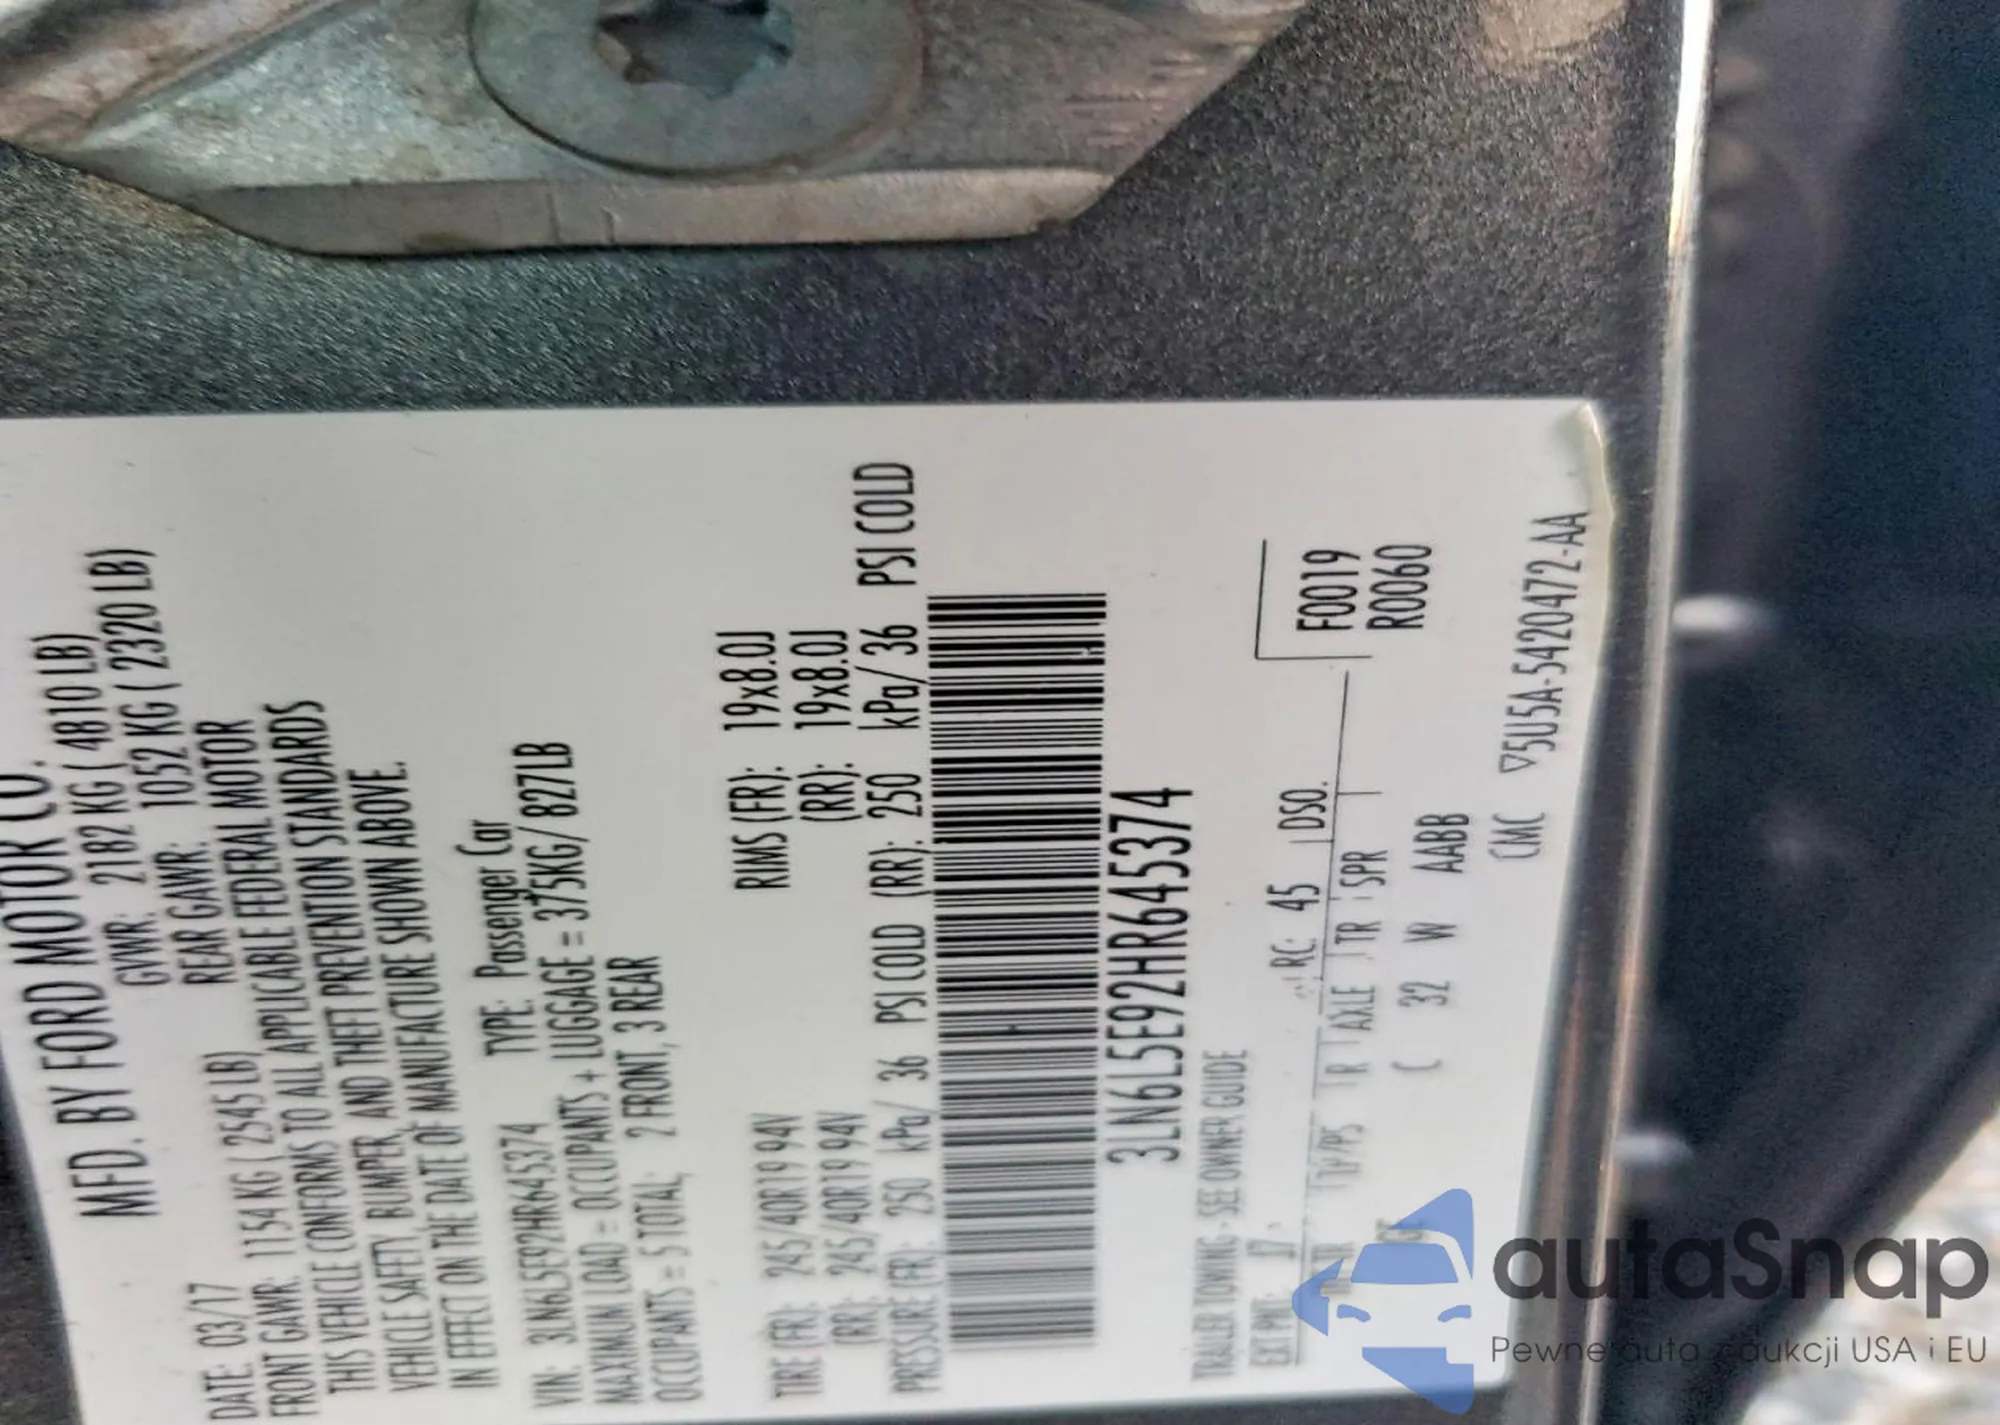 MFD. BY FORD MOTOR CO.
DATE: 03/17 GVWR: 2182 KG ( 4810 LB)
FRONT GAWR: 1154 KG ( 2545 LB) REAR GAWR: 1052 KG ( 2320 LB)
THIS VEHICLE CONFORMS TO ALL APPLICABLE FEDERAL MOTOR
VEHICLE SAFETY, BUMPER, AND THEFT PREVENTION STANDARDS
IN EFFECT ON THE DATE OF MANUFACTURE SHOWN ABOVE.
VIN: 3LN6L5E92HR645374 TYPE: Passenger Car
MAXIMUM LOAD = OCCUPANTS + LUGGAGE = 375KG/ 827LB
OCCUPANTS = 5 TOTAL, 2 FRONT, 3 REAR
TIRE (FR): 245/40R19 94V RIMS (FR): 19x8.0J
(RR): 245/40R19 94V (RR): 19x8.0J
PRESSURE (FR): 250 kPa/ 36 PSI COLD (RR): 250 kPa/ 36 PSI COLD
3LN6L5E92HR645374
TRAILER TOWING - SEE OWNER GUIDE
EXT PNT: RC: 45 DSO: F0019
R0060
TP/PS R AXLE TR SPR
C 32 W AABB
CMC ▽5U5A-5420472-AA
autaSnap
Pewne auta z aukcji USA i EU